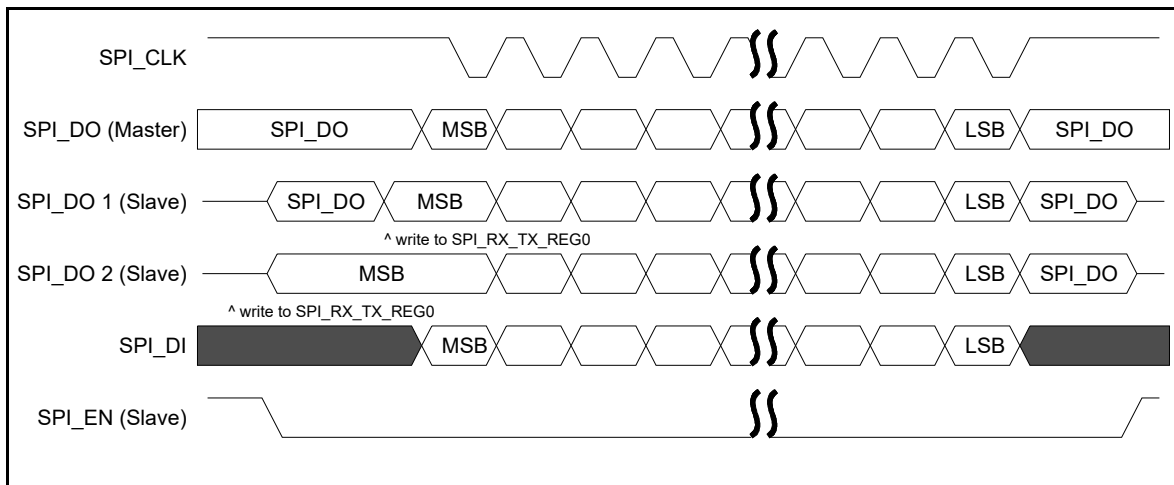 SPI_CLK
SPI_DO (Master) SPI_DO MSB LSB SPI_DO
SPI_DO 1 (Slave) SPI_DO MSB LSB SPI_DO
^ write to SPI_RX_TX_REG0
SPI_DO 2 (Slave) MSB LSB SPI_DO
^ write to SPI_RX_TX_REG0
SPI_DI MSB LSB
SPI_EN (Slave)